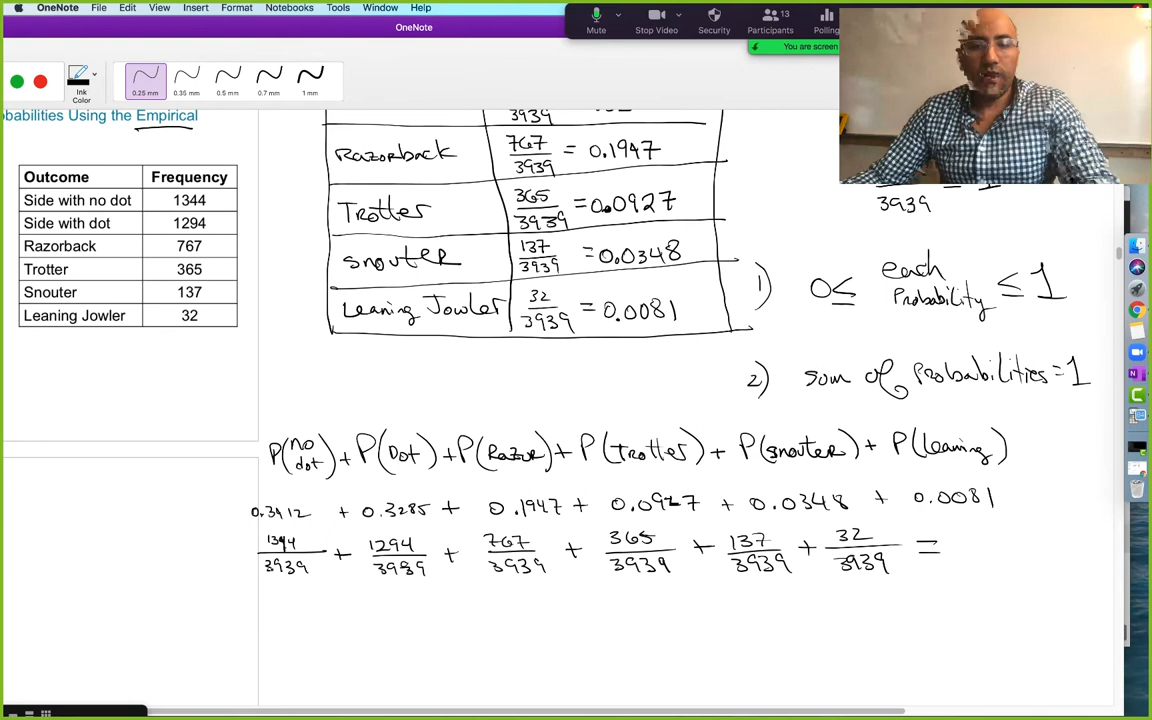 OneNote File Edit View Insert Format Notebooks Tools Window Help
OneNote
Mute Stop Video Security 13 Participants Polling
You are screen
Ink Color
0.25 mm 0.35 mm 0.5 mm 0.7 mm 1 mm
obabilities Using the Empirical
Outcome Frequency
Side with no dot 1344
Side with dot 1294
Razorback 767
Trotter 365
Snouter 137
Leaning Jowler 32
3939
Razorback 767/3939 = 0.1947
Trotter 365/3939 = 0.0927
Snouter 137/3939 = 0.0348
Leaning Jowler 32/3939 = 0.0081
3939 = 1
1) 0 ≤ each Probability ≤ 1
2) sum of Probabilities = 1
P(no dot) + P(Dot) + P(Razor) + P(Trotter) + P(snouter) + P(leaning)
0.3412 + 0.3285 + 0.1947 + 0.0927 + 0.0348 + 0.0081
1344/3939 + 1294/3939 + 767/3939 + 365/3939 + 137/3939 + 32/3939 =